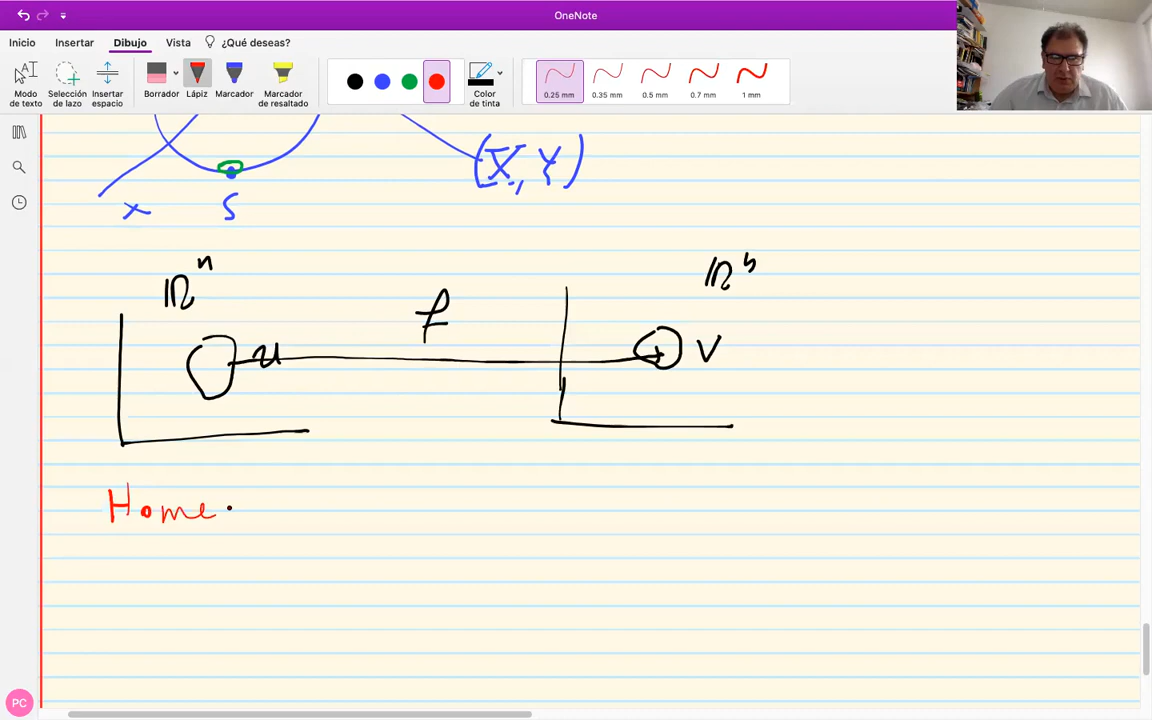 OneNote
Inicio Insertar Dibujo Vista ¿Qué deseas?
Modo de texto
Selección de lazo
Insertar espacio
Borrador
Lápiz
Marcador
Marcador de resaltado
Color de tinta
0.25 mm 0.35 mm 0.5 mm 0.7 mm 1 mm
(X, Y)
x S
ℝⁿ ℝⁿ
f
u V
Home
PC